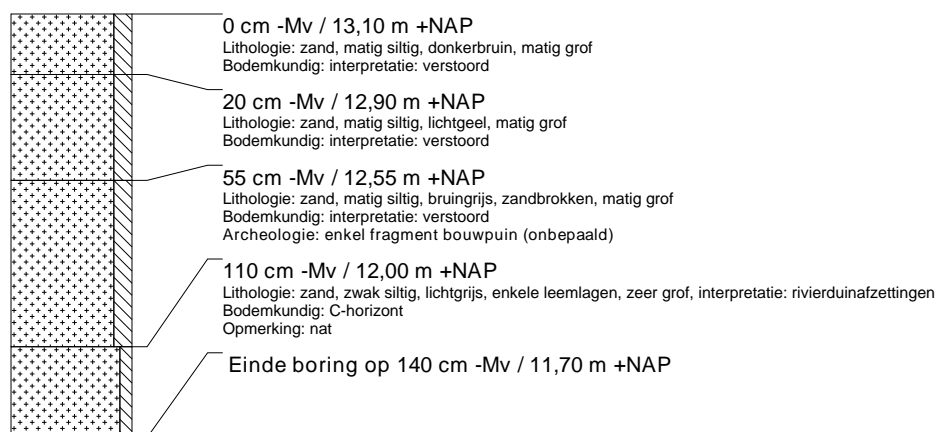 0 cm -Mv / 13,10 m +NAP
Lithologie: zand, matig siltig, donkerbruin, matig grof
Bodemkundig: interpretatie: verstoord
20 cm -Mv / 12,90 m +NAP
Lithologie: zand, matig siltig, lichtgeel, matig grof
Bodemkundig: interpretatie: verstoord
55 cm -Mv / 12,55 m +NAP
Lithologie: zand, matig siltig, bruingrijs, zandbrokken, matig grof
Bodemkundig: interpretatie: verstoord
Archeologie: enkel fragment bouwpuin (onbepaald)
110 cm -Mv / 12,00 m +NAP
Lithologie: zand, zwak siltig, lichtgrijs, enkele leemlagen, zeer grof, interpretatie: rivierduinafzettingen
Bodemkundig: C-horizont
Opmerking: nat
Einde boring op 140 cm -Mv / 11,70 m +NAP